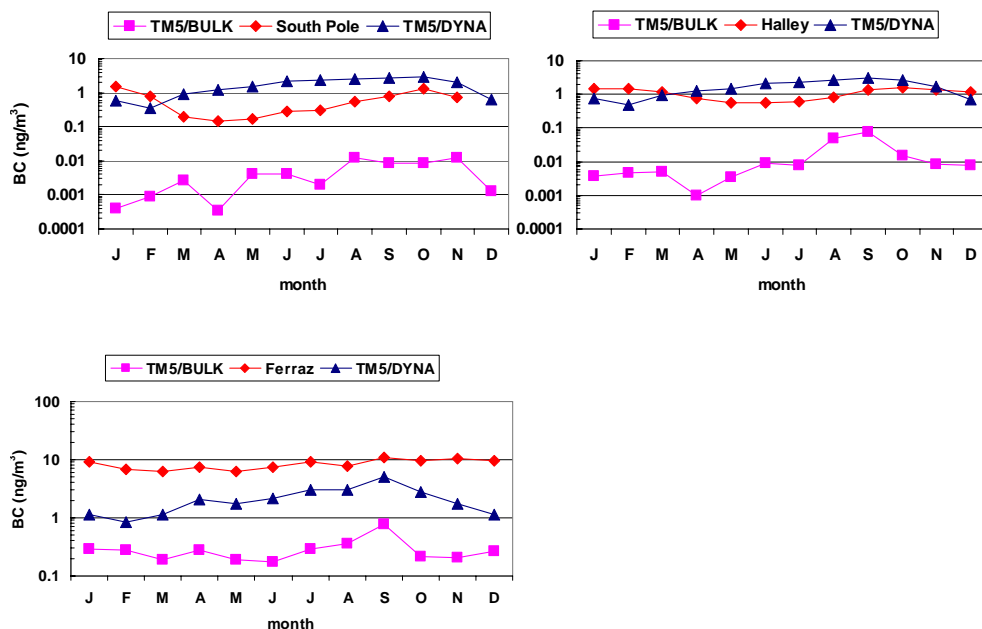 TM5/BULK South Pole TM5/DYNA
10
1
0.1
0.01
0.001
0.0001
BC (ng/m³)
J F M A M J J A S O N D
month
TM5/BULK Halley TM5/DYNA
10
1
0.1
0.01
0.001
0.0001
J F M A M J J A S O N D
month
TM5/BULK Ferraz TM5/DYNA
100
10
1
0.1
BC (ng/m³)
J F M A M J J A S O N D
month